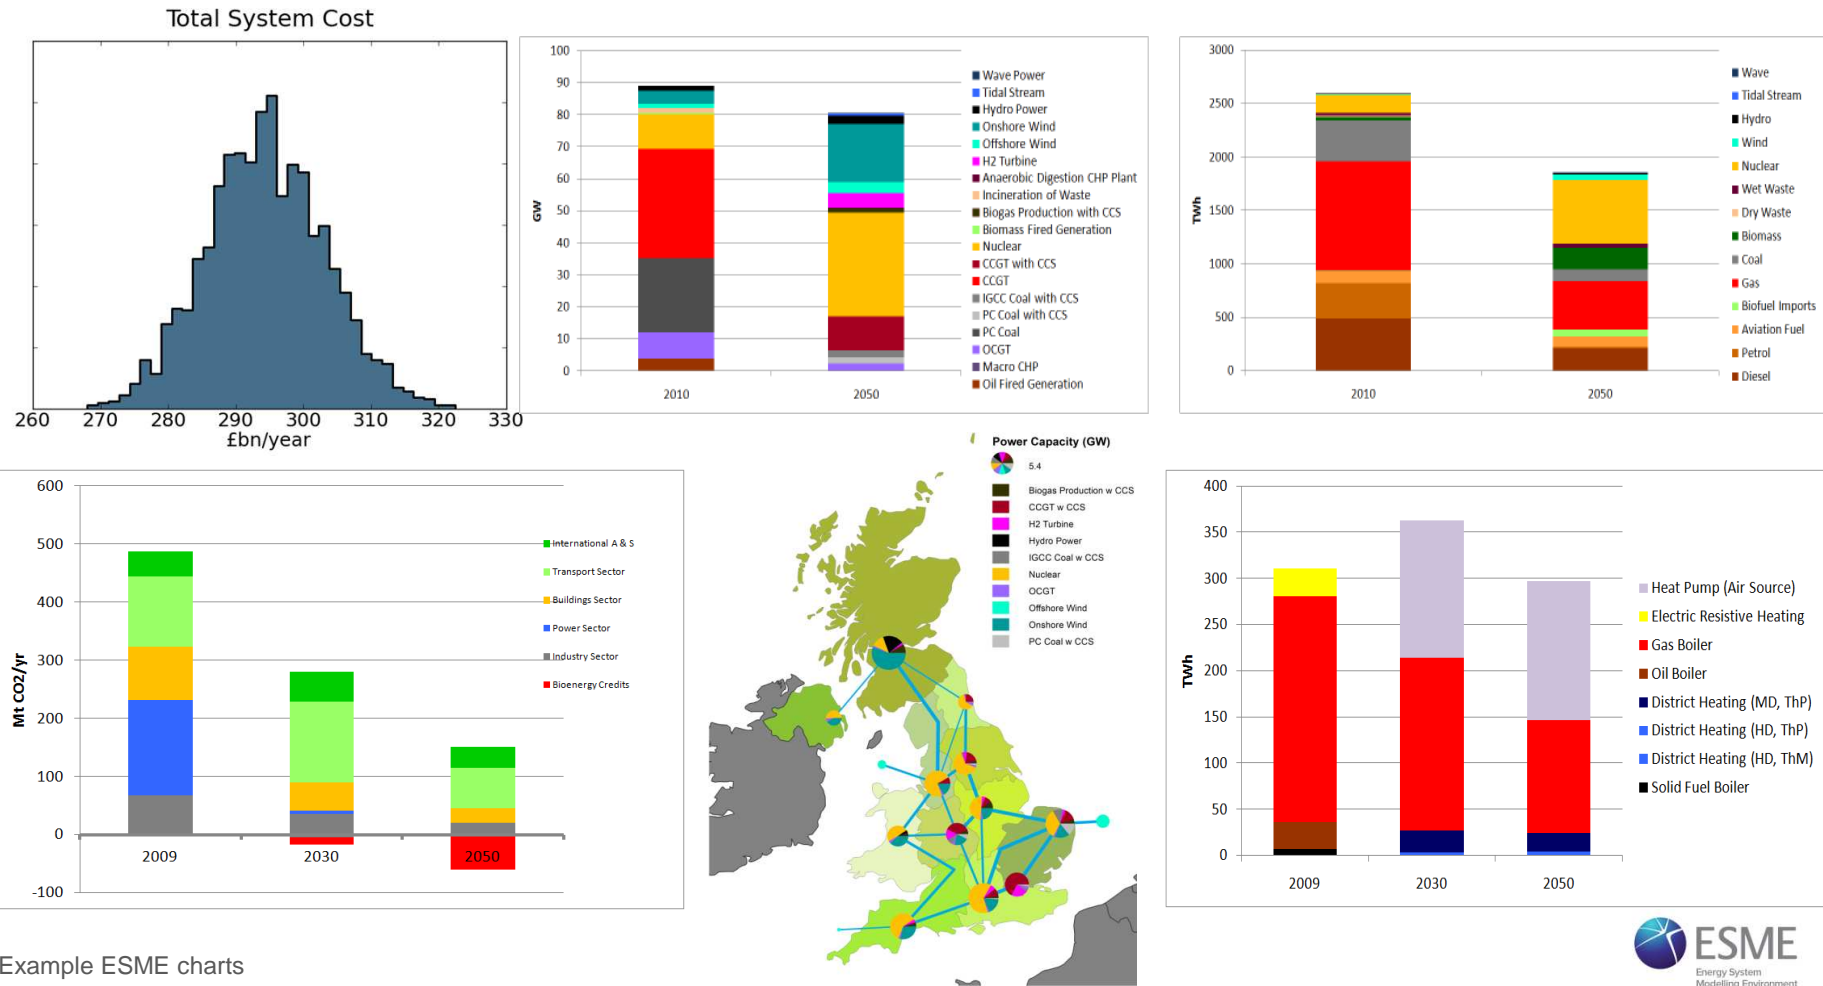 Total System Cost
260 270 280 290 300 310 320 330
£bn/year
100
90
80
70
60
50
40
30
20
10
0
GW
2010 2050
Wave Power
Tidal Stream
Hydro Power
Onshore Wind
Offshore Wind
H2 Turbine
Anaerobic Digestion CHP Plant
Incineration of Waste
Biogas Production with CCS
Biomass Fired Generation
Nuclear
CCGT with CCS
CCGT
IGCC Coal with CCS
PC Coal with CCS
PC Coal
OCGT
Macro CHP
Oil Fired Generation
3000
2500
2000
1500
1000
500
0
TWh
2010 2050
Wave
Tidal Stream
Hydro
Wind
Nuclear
Wet Waste
Dry Waste
Biomass
Coal
Gas
Biofuel Imports
Aviation Fuel
Petrol
Diesel
600
500
400
300
200
100
0
-100
Mt CO2/yr
2009 2030 2050
International A & S
Transport Sector
Buildings Sector
Power Sector
Industry Sector
Bioenergy Credits
Power Capacity (GW)
5.4
Biogas Production w CCS
CCGT w CCS
H2 Turbine
Hydro Power
IGCC Coal w CCS
Nuclear
OCGT
Offshore Wind
Onshore Wind
PC Coal w CCS
400
350
300
250
200
150
100
50
0
TWh
2009 2030 2050
Heat Pump (Air Source)
Electric Resistive Heating
Gas Boiler
Oil Boiler
District Heating (MD, ThP)
District Heating (HD, ThP)
District Heating (HD, ThM)
Solid Fuel Boiler
Example ESME charts
ESME
Energy System
Modelling Environment